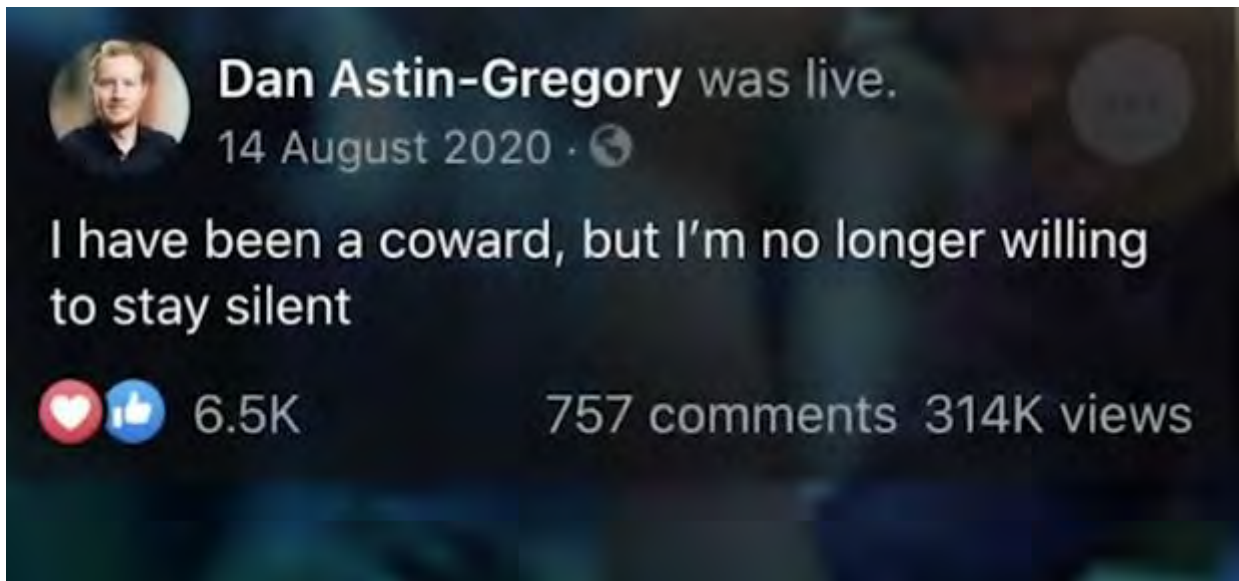 Dan Astin-Gregory was live.
14 August 2020 ·
I have been a coward, but I'm no longer willing
to stay silent
6.5K 757 comments 314K views